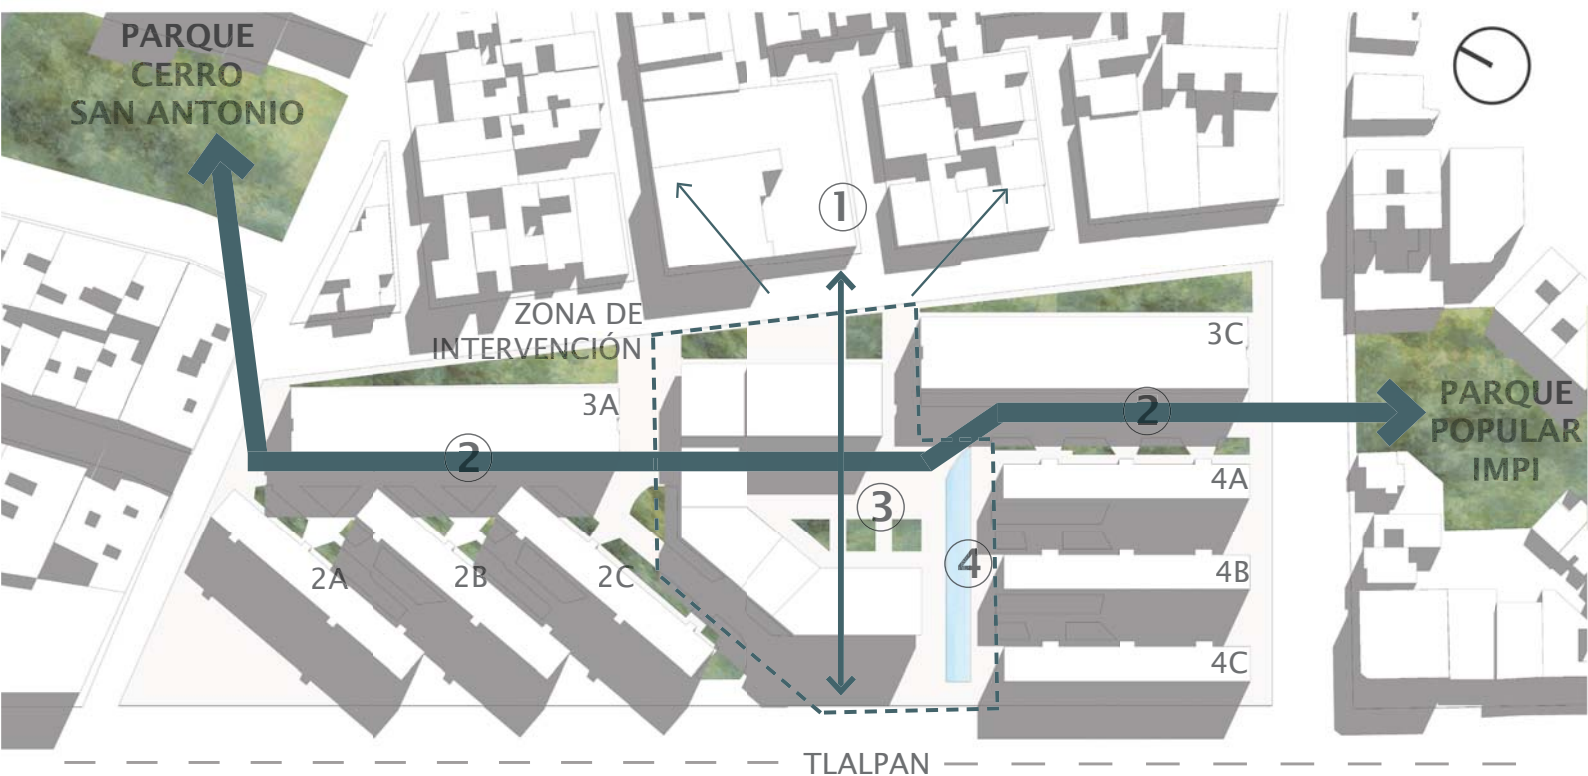 PARQUE
CERRO
SAN ANTONIO
①
ZONA DE
INTERVENCIÓN
3C
3A
②
②
PARQUE
POPULAR
IMPI
4A
③
④
2A
2B
2C
4B
4C
TLALPAN